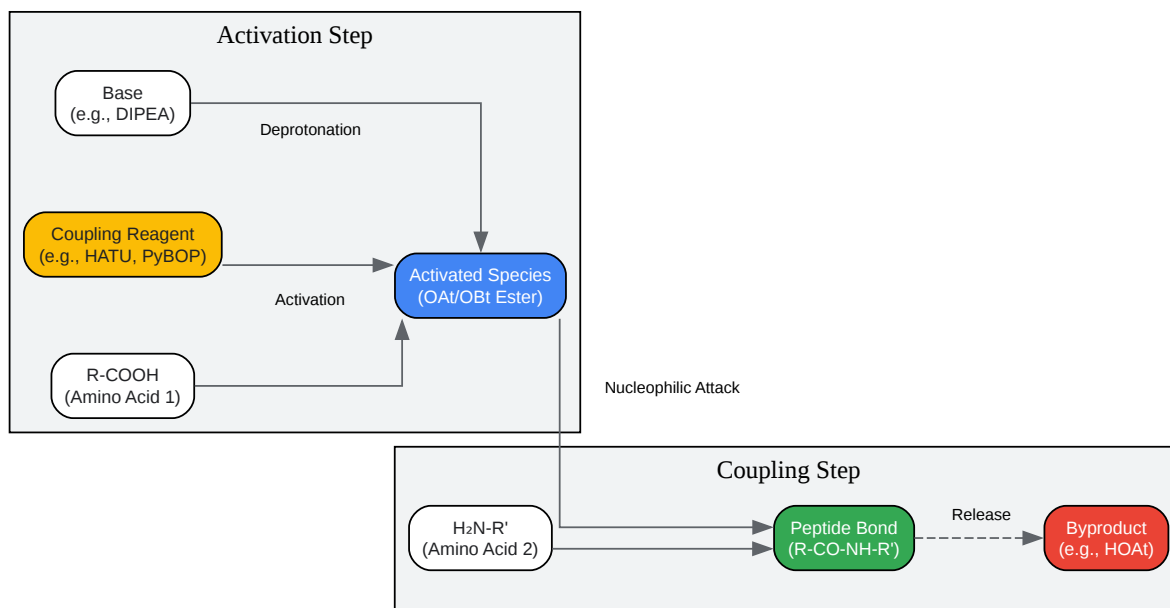 Activation Step
Base
(e.g., DIPEA)
Deprotonation
Coupling Reagent
(e.g., HATU, PyBOP)
Activation
Activated Species
(OAt/OBt Ester)
R-COOH
(Amino Acid 1)
Nucleophilic Attack
Coupling Step
H₂N-R'
(Amino Acid 2)
Peptide Bond
(R-CO-NH-R')
Release
Byproduct
(e.g., HOAt)